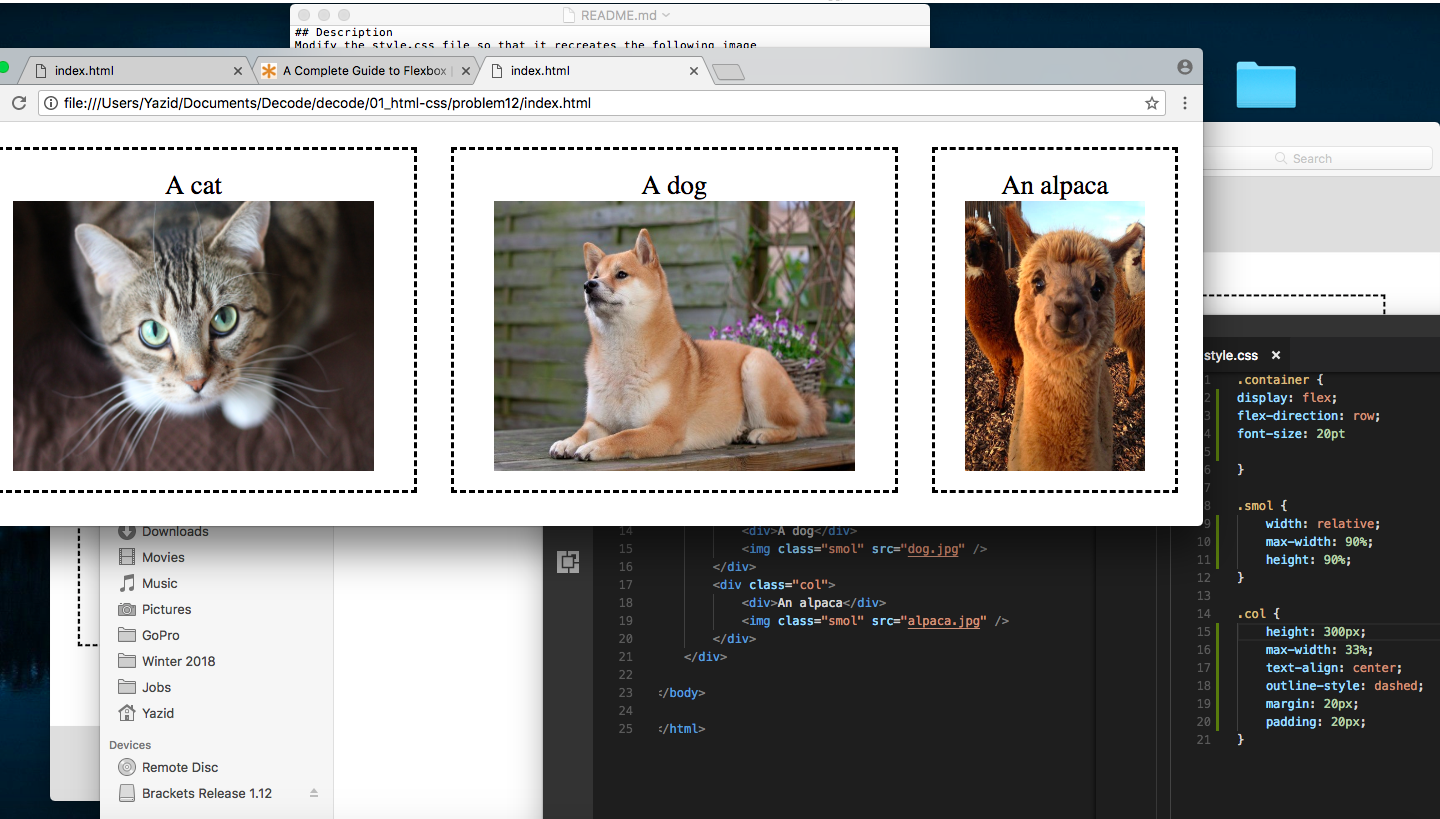 README.md
## Description
Modify the style.css file so that it recreates the following image
index.html
A Complete Guide to Flexbox |
index.html
file:///Users/Yazid/Documents/Decode/decode/01_html-css/problem12/index.html
Search
A cat
A dog
An alpaca
style.css
1 .container {
2 display: flex;
3 flex-direction: row;
4 font-size: 20pt
5
6 }
7
8 .smol {
9 width: relative;
10 max-width: 90%;
11 height: 90%;
12 }
13
14 .col {
15 height: 300px;
16 max-width: 33%;
17 text-align: center;
18 outline-style: dashed;
19 margin: 20px;
20 padding: 20px;
21 }
14 <div>A dog</div>
15 <img class="smol" src="dog.jpg" />
16 </div>
17 <div class="col">
18 <div>An alpaca</div>
19 <img class="smol" src="alpaca.jpg" />
20 </div>
21 </div>
22
23 </body>
24
25 </html>
Downloads
Movies
Music
Pictures
GoPro
Winter 2018
Jobs
Yazid
Devices
Remote Disc
Brackets Release 1.12